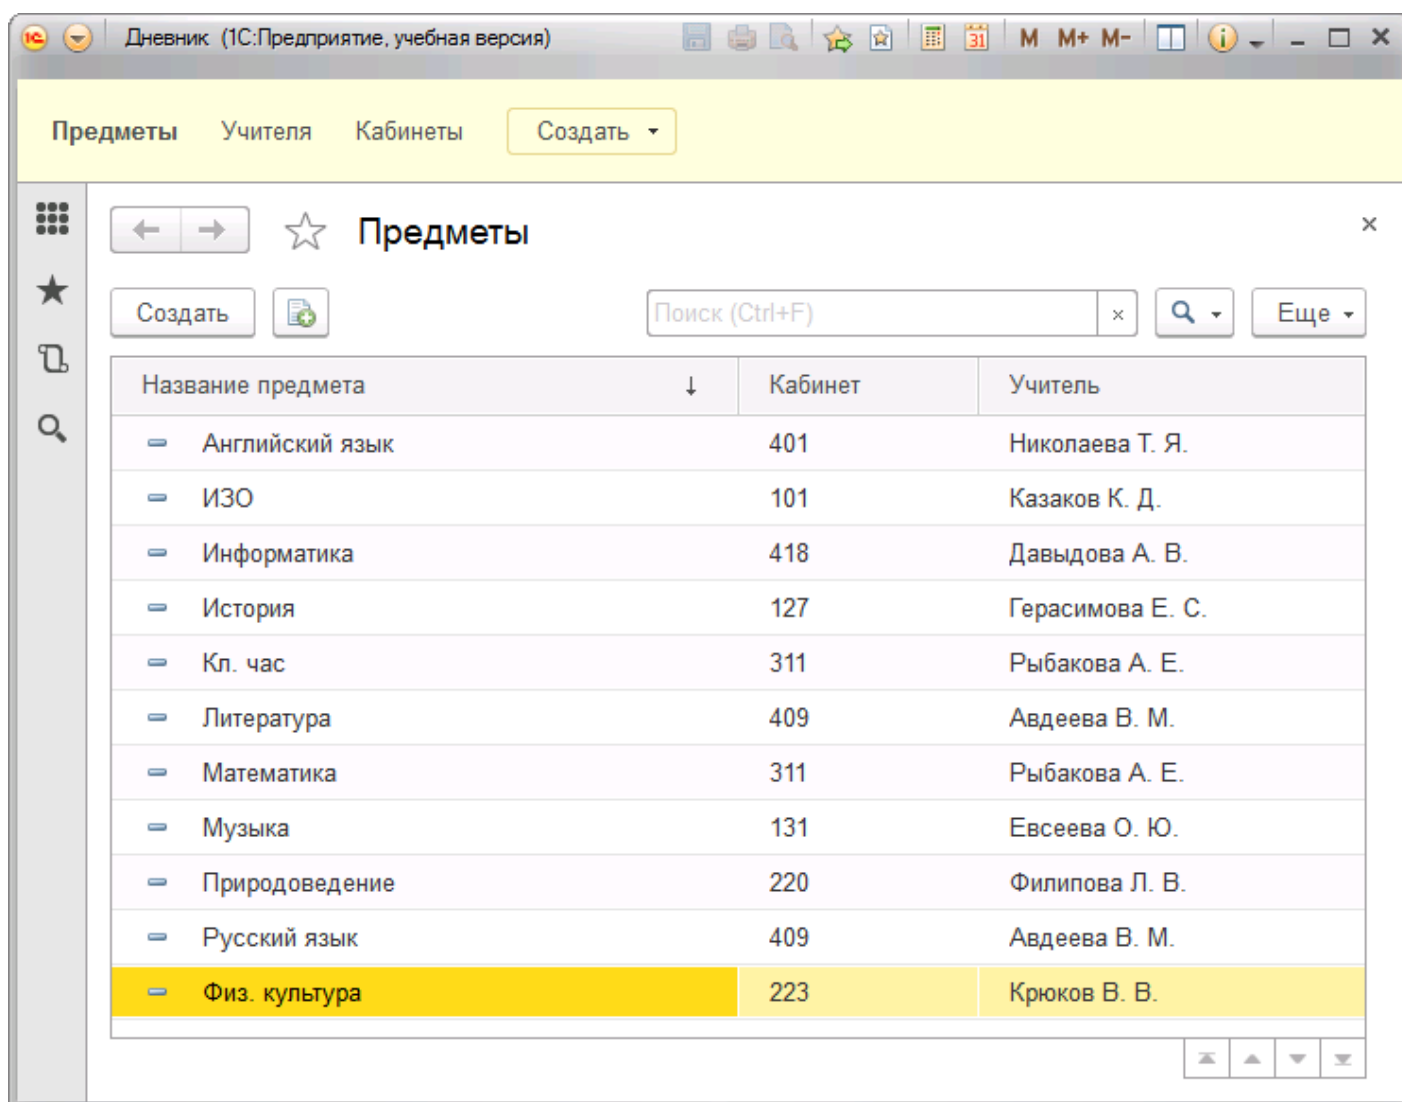 1С Дневник (1С:Предприятие, учебная версия) 31 M M+ M-
Предметы Учителя Кабинеты Создать
Предметы
Создать Поиск (Ctrl+F) Еще
Название предмета ↓ Кабинет Учитель
Английский язык 401 Николаева Т. Я.
ИЗО 101 Казаков К. Д.
Информатика 418 Давыдова А. В.
История 127 Герасимова Е. С.
Кл. час 311 Рыбакова А. Е.
Литература 409 Авдеева В. М.
Математика 311 Рыбакова А. Е.
Музыка 131 Евсеева О. Ю.
Природоведение 220 Филипова Л. В.
Русский язык 409 Авдеева В. М.
Физ. культура 223 Крюков В. В.